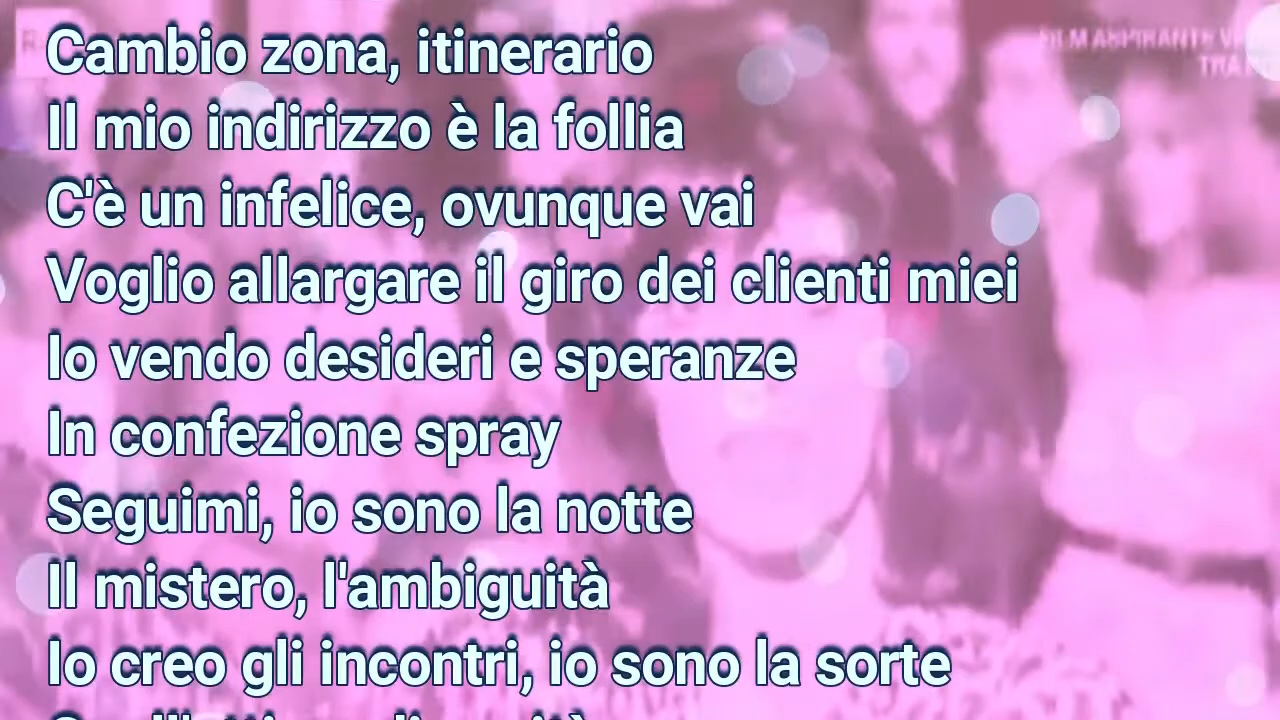 Cambio zona, itinerario
Il mio indirizzo è la follia
C'è un infelice, ovunque vai
Voglio allargare il giro dei clienti miei
Io vendo desideri e speranze
In confezione spray
Seguimi, io sono la notte
Il mistero, l'ambiguità
Io creo gli incontri, io sono la sorte